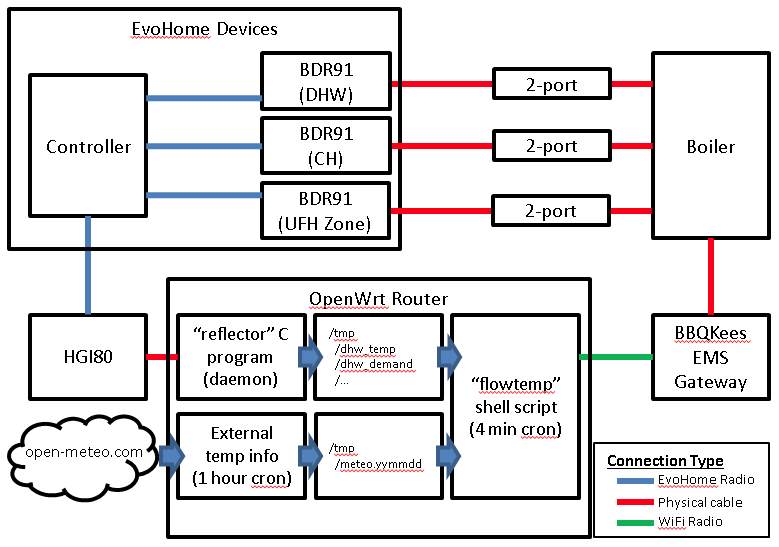 EvoHome Devices
Controller
BDR91
(DHW)
BDR91
(CH)
BDR91
(UFH Zone)
2-port
2-port
2-port
Boiler
HGI80
OpenWrt Router
“reflector” C
program
(daemon)
/tmp
/dhw_temp
/dhw_demand
/...
“flowtemp”
shell script
(4 min cron)
BBQKees
EMS
Gateway
open-meteo.com
External
temp info
(1 hour cron)
/tmp
/meteo.yymmdd
Connection Type
EvoHome Radio
Physical cable
WiFi Radio